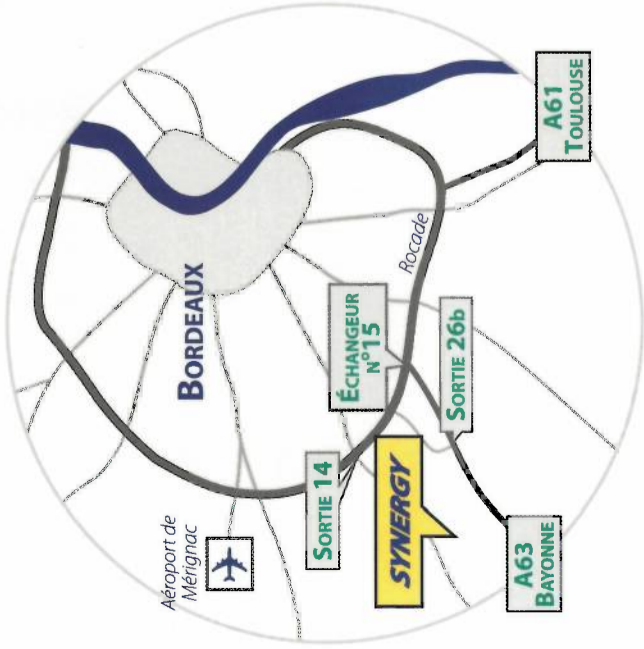 Aéroport de
Mérignac
BORDEAUX
SORTIE 14
ÉCHANGEUR
N°15
Rocade
SYNERGY
SORTIE 26b
A63
BAYONNE
A61
TOULOUSE